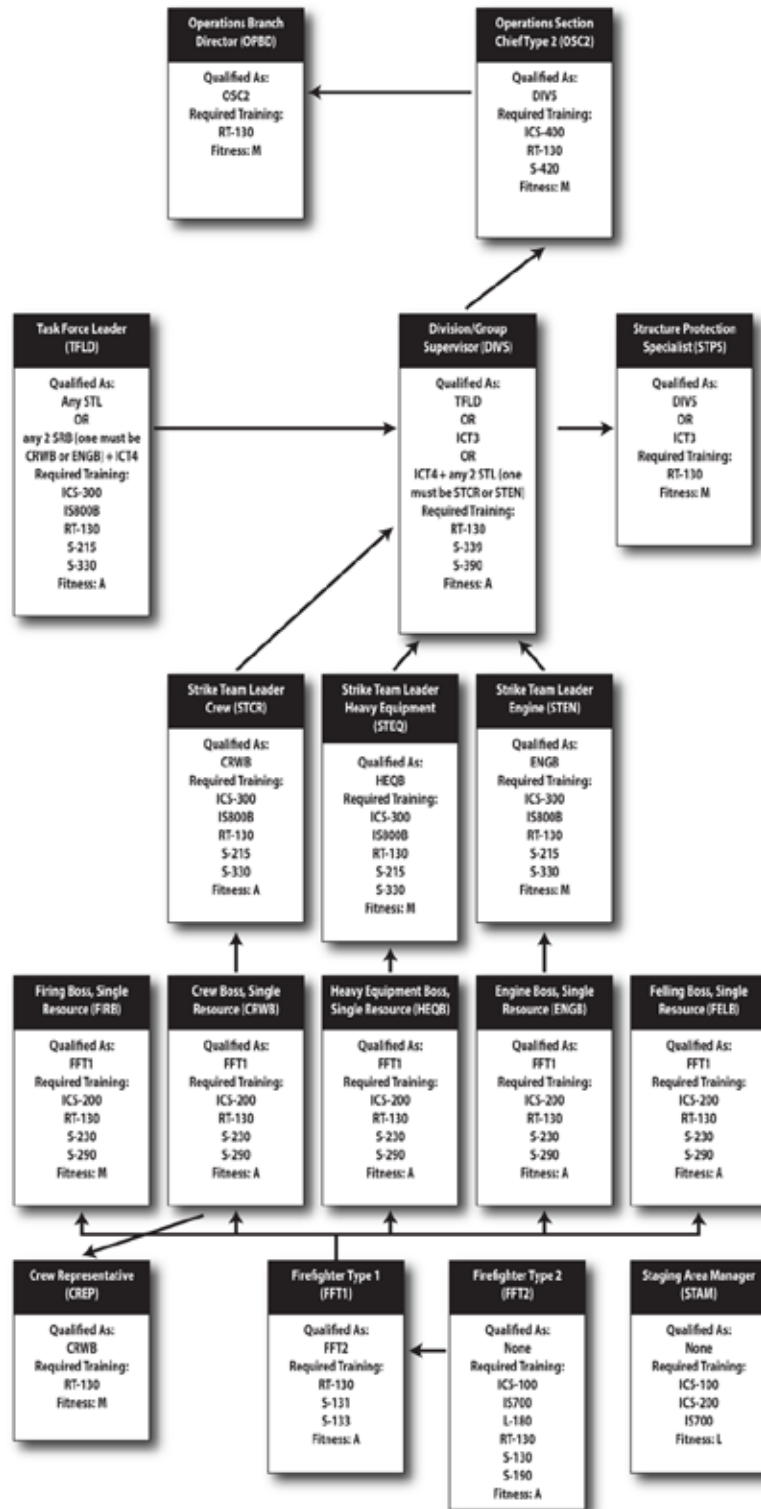 Operations Branch
Director (OPBD)
Qualified As:
OSC2
Required Training:
RT-130
Fitness: M
Operations Section
Chief Type 2 (OSC2)
Qualified As:
DIVS
Required Training:
ICS-400
RT-130
S-420
Fitness: M
Task Force Leader
(TFLD)
Qualified As:
Any STL
OR
any 2 SRB (one must be
CRWB or ENGB) + ICT4
Required Training:
ICS-300
IS800B
RT-130
S-215
S-330
Fitness: A
Division/Group
Supervisor (DIVS)
Qualified As:
TFLD
OR
ICT3
OR
ICT4 + any 2 STL (one
must be STCR or STEN)
Required Training:
RT-130
S-339
S-390
Fitness: A
Structure Protection
Specialist (STPS)
Qualified As:
DIVS
OR
ICT3
Required Training:
RT-130
Fitness: M
Strike Team Leader
Crew (STCR)
Qualified As:
CRWB
Required Training:
ICS-300
IS800B
RT-130
S-215
S-330
Fitness: A
Strike Team Leader
Heavy Equipment
(STEQ)
Qualified As:
HEQB
Required Training:
ICS-300
IS800B
RT-130
S-215
S-330
Fitness: M
Strike Team Leader
Engine (STEN)
Qualified As:
ENGB
Required Training:
ICS-300
IS800B
RT-130
S-215
S-330
Fitness: M
Firing Boss, Single
Resource (FIRB)
Qualified As:
FFT1
Required Training:
ICS-200
RT-130
S-230
S-290
Fitness: M
Crew Boss, Single
Resource (CRWB)
Qualified As:
FFT1
Required Training:
ICS-200
RT-130
S-230
S-290
Fitness: A
Heavy Equipment Boss,
Single Resource (HEQB)
Qualified As:
FFT1
Required Training:
ICS-200
RT-130
S-230
S-290
Fitness: A
Engine Boss, Single
Resource (ENGB)
Qualified As:
FFT1
Required Training:
ICS-200
RT-130
S-230
S-290
Fitness: A
Felling Boss, Single
Resource (FELB)
Qualified As:
FFT1
Required Training:
ICS-200
RT-130
S-230
S-290
Fitness: A
Crew Representative
(CREP)
Qualified As:
CRWB
Required Training:
RT-130
Fitness: M
Firefighter Type 1
(FFT1)
Qualified As:
FFT2
Required Training:
RT-130
S-131
S-133
Fitness: A
Firefighter Type 2
(FFT2)
Qualified As:
None
Required Training:
ICS-100
IS700
L-180
RT-130
S-130
S-190
Fitness: A
Staging Area Manager
(STAM)
Qualified As:
None
Required Training:
ICS-100
ICS-200
IS700
Fitness: L